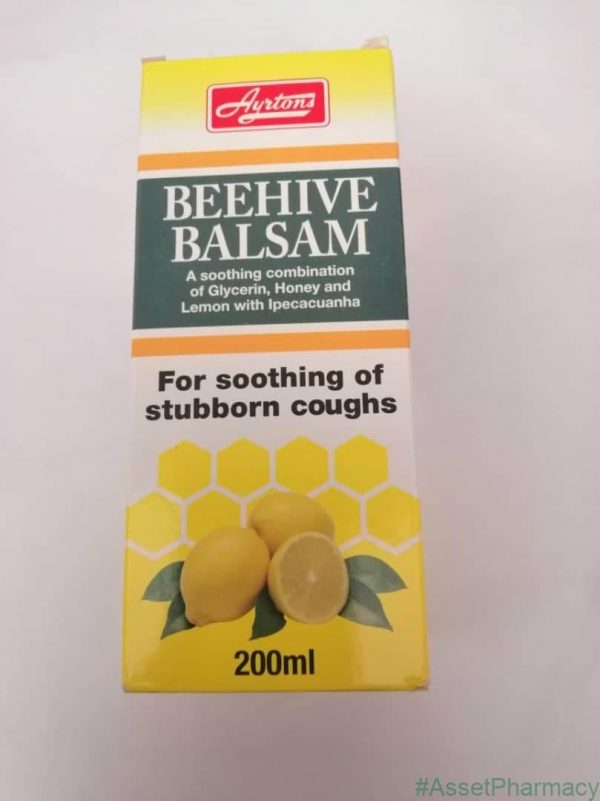 Ayrtons
BEEHIVE
BALSAM
A soothing combination
of Glycerin, Honey and
Lemon with Ipecacuanha
For soothing of
stubborn coughs
200ml
#AssetPharmacy